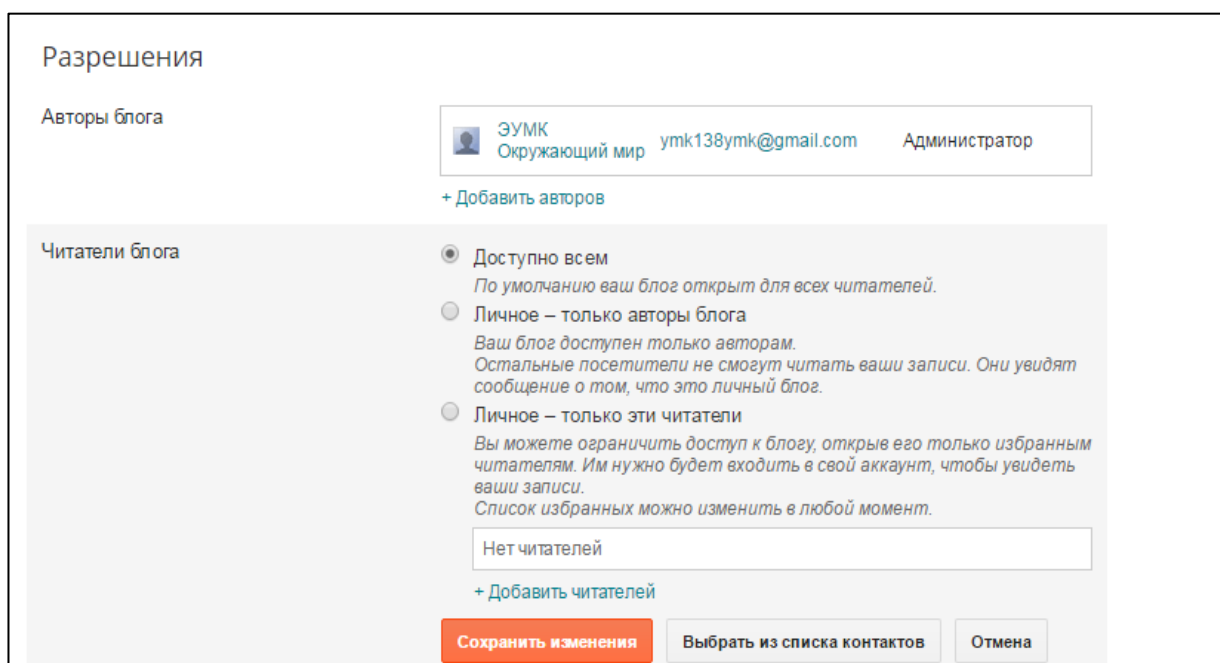 Разрешения
Авторы блога
ЭУМК
Окружающий мир
ymk138ymk@gmail.com
Администратор
+ Добавить авторов
Читатели блога
Доступно всем
По умолчанию ваш блог открыт для всех читателей.
Личное – только авторы блога
Ваш блог доступен только авторам.
Остальные посетители не смогут читать ваши записи. Они увидят
сообщение о том, что это личный блог.
Личное – только эти читатели
Вы можете ограничить доступ к блогу, открыв его только избранным
читателям. Им нужно будет входить в свой аккаунт, чтобы увидеть
ваши записи.
Список избранных можно изменить в любой момент.
Нет читателей
+ Добавить читателей
Сохранить изменения
Выбрать из списка контактов
Отмена